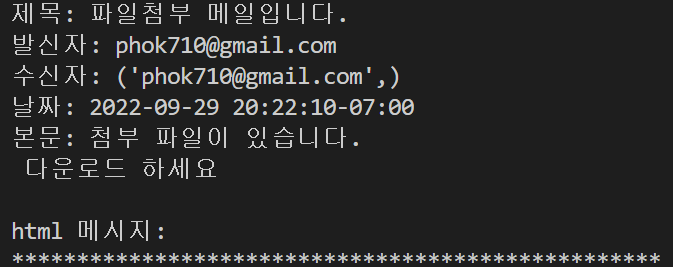 제목: 파일첨부 메일입니다.
발신자: phok710@gmail.com
수신자: ('phok710@gmail.com',)
날짜: 2022-09-29 20:22:10-07:00
본문: 첨부 파일이 있습니다.
다운로드 하세요
html 메시지:
**************************************************